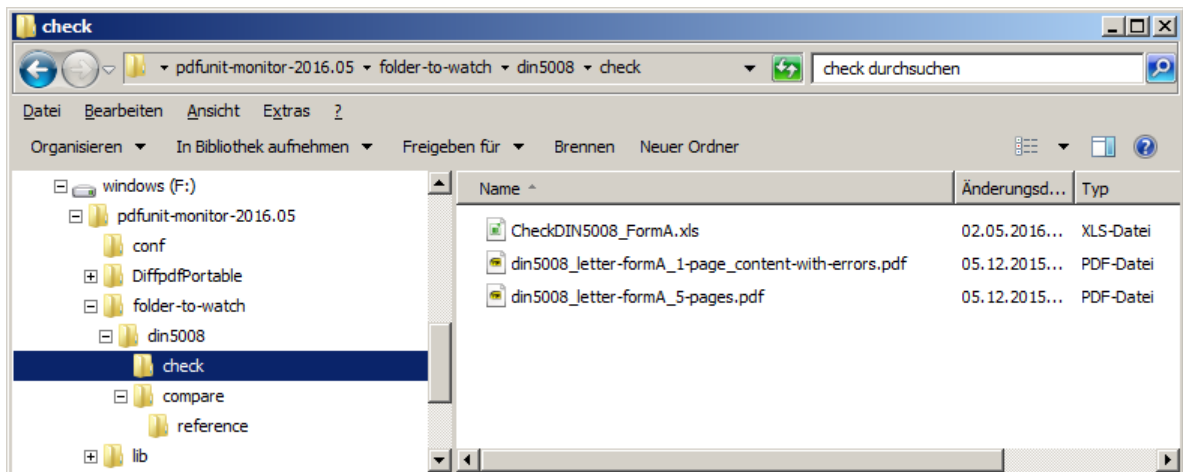 check
pdfunit-monitor-2016.05 folder-to-watch din5008 check check durchsuchen
Datei Bearbeiten Ansicht Extras ?
Organisieren In Bibliothek aufnehmen Freigeben für Brennen Neuer Ordner
windows (F:)
pdfunit-monitor-2016.05
conf
DiffpdfPortable
folder-to-watch
din5008
check
compare
reference
lib
Name Änderungsd... Typ
CheckDIN5008_FormA.xls 02.05.2016... XLS-Datei
din5008_letter-formA_1-page_content-with-errors.pdf 05.12.2015... PDF-Datei
din5008_letter-formA_5-pages.pdf 05.12.2015... PDF-Datei